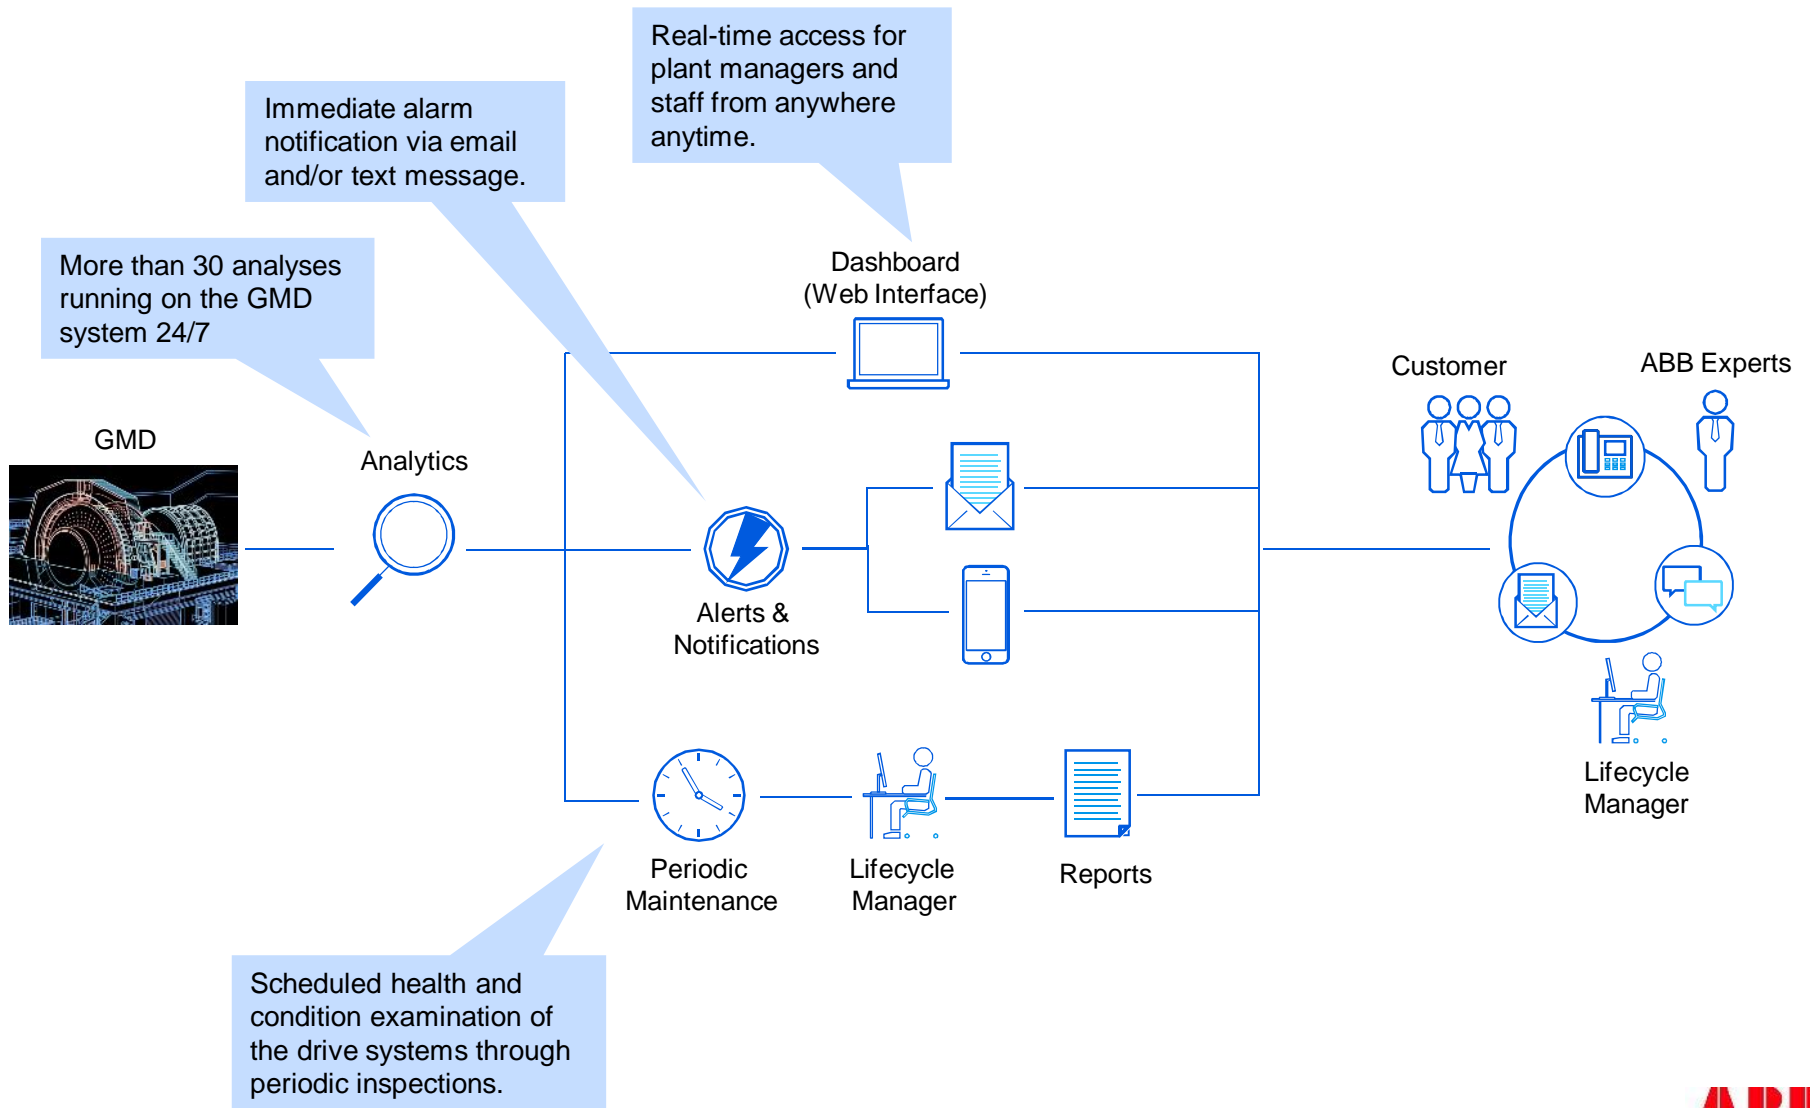 Real-time access for
plant managers and
staff from anywhere
anytime.
Immediate alarm
notification via email
and/or text message.
More than 30 analyses
running on the GMD
system 24/7
Dashboard
(Web Interface)
Customer
ABB Experts
GMD
Analytics
Alerts &
Notifications
Lifecycle
Manager
Periodic
Maintenance
Lifecycle
Manager
Reports
Scheduled health and
condition examination of
the drive systems through
periodic inspections.